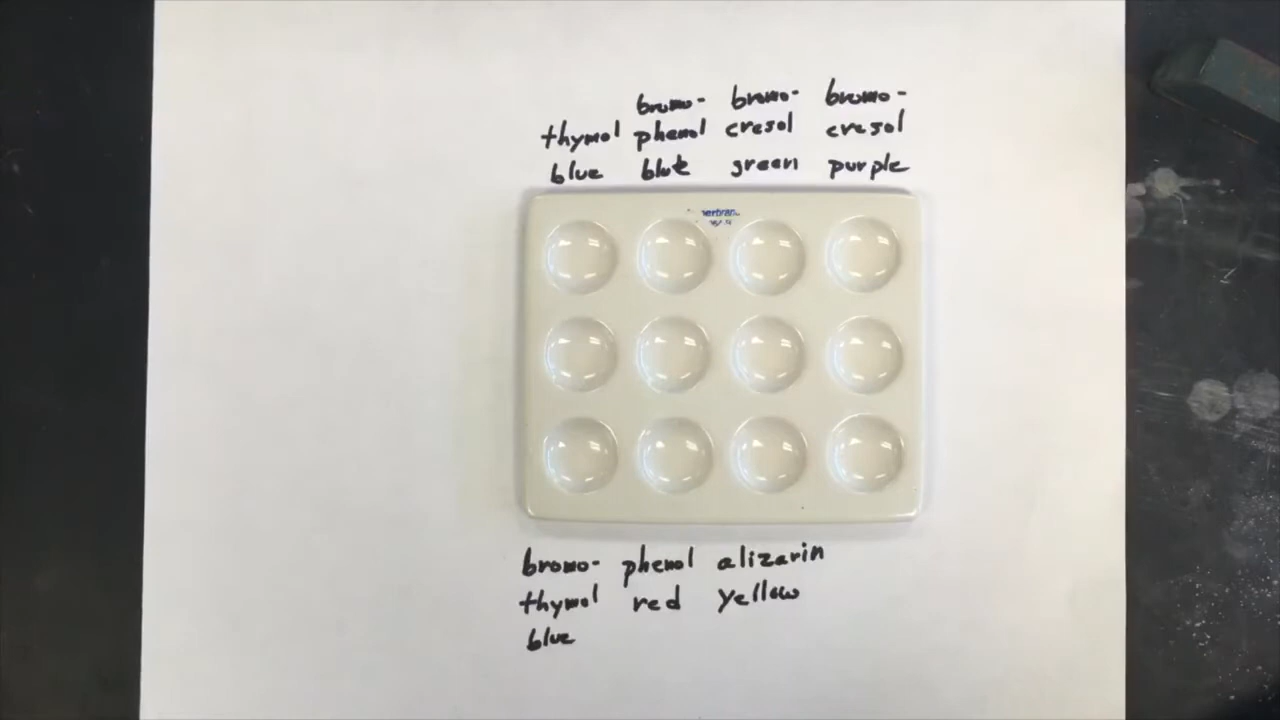 bromo- bromo- bromo-
thymol phenol cresol cresol
blue blue green purple
bromo- phenol alizarin
thymol red yellow
blue